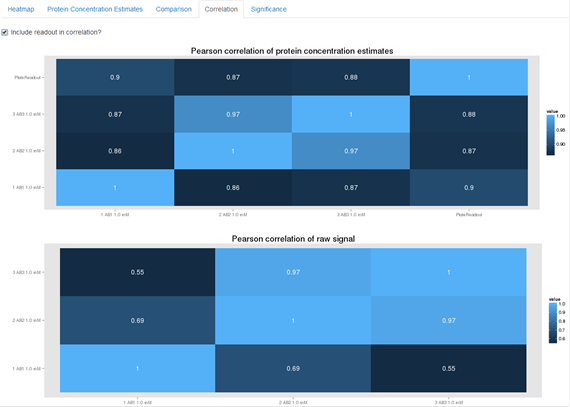 Heatmap Protein Concentration Estimates Comparison Correlation Significance
Include readout in correlation?
Pearson correlation of protein concentration estimates
PlateReadout 0.9 0.87 0.88 1
3 AB3 1.0 mM 0.87 0.97 1 0.88
2 AB2 1.0 mM 0.86 1 0.97 0.87
1 AB1 1.0 mM 1 0.86 0.87 0.9
1 AB1 1.0 mM 2 AB2 1.0 mM 3 AB3 1.0 mM PlateReadout
value
1.00
0.95
0.90
Pearson correlation of raw signal
3 AB3 1.0 mM 0.55 0.97 1
2 AB2 1.0 mM 0.69 1 0.97
1 AB1 1.0 mM 1 0.69 0.55
1 AB1 1.0 mM 2 AB2 1.0 mM 3 AB3 1.0 mM
value
1.0
0.9
0.8
0.7
0.6